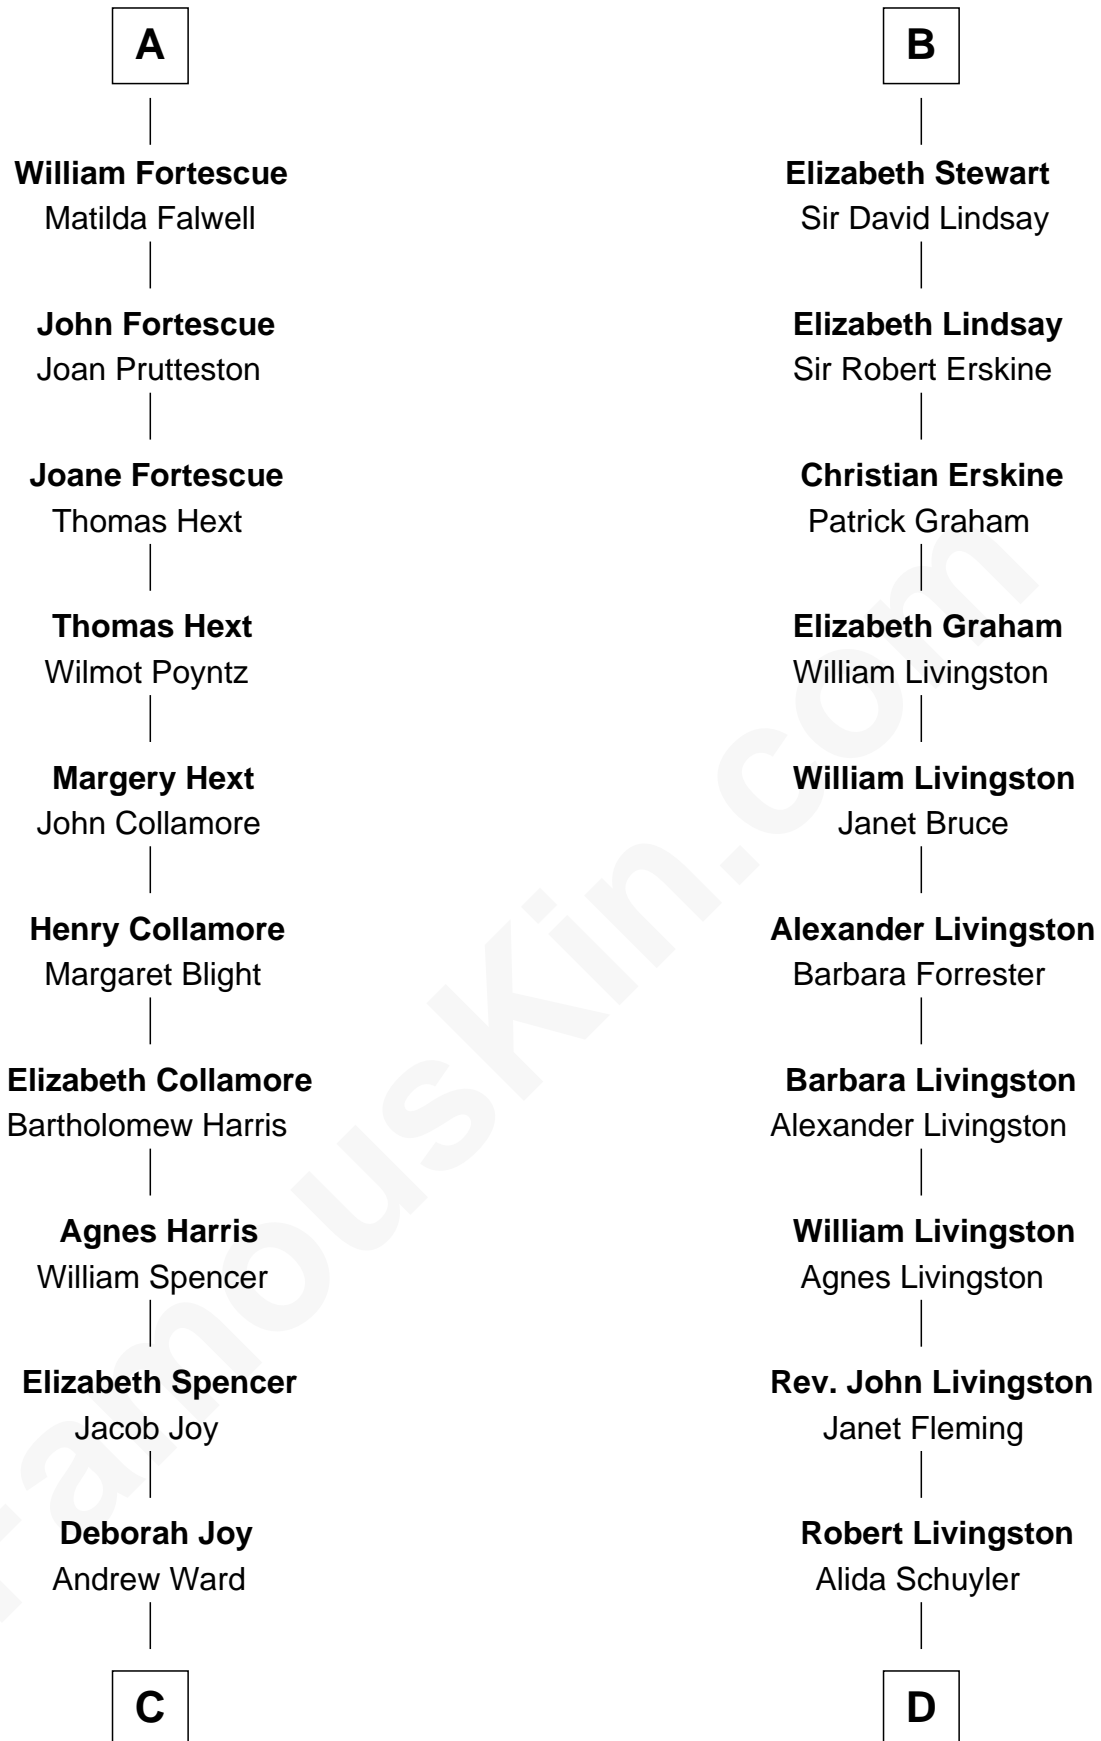 A
William Fortescue
Matilda Falwell
John Fortescue
Joan Prutteston
Joane Fortescue
Thomas Hext
Thomas Hext
Wilmot Poyntz
Margery Hext
John Collamore
Henry Collamore
Margaret Blight
Elizabeth Collamore
Bartholomew Harris
Agnes Harris
William Spencer
Elizabeth Spencer
Jacob Joy
Deborah Joy
Andrew Ward
C
B
Elizabeth Stewart
Sir David Lindsay
Elizabeth Lindsay
Sir Robert Erskine
Christian Erskine
Patrick Graham
Elizabeth Graham
William Livingston
William Livingston
Janet Bruce
Alexander Livingston
Barbara Forrester
Barbara Livingston
Alexander Livingston
William Livingston
Agnes Livingston
Rev. John Livingston
Janet Fleming
Robert Livingston
Alida Schuyler
D
FamousKin.com